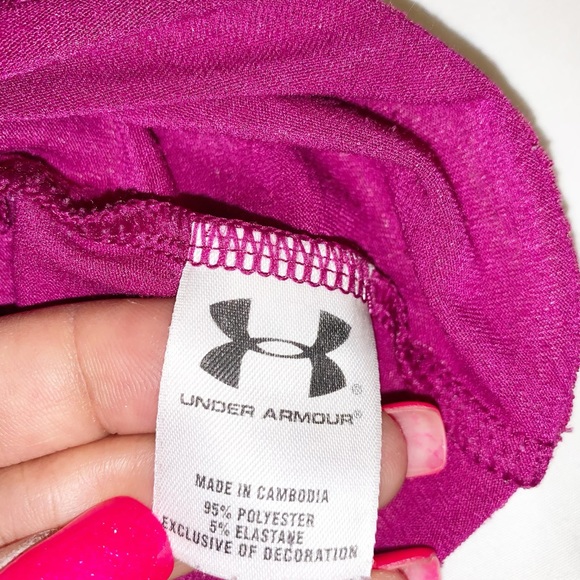 UNDER ARMOUR®
®
MADE IN CAMBODIA
95% POLYESTER
5% ELASTANE
EXCLUSIVE OF DECORATION